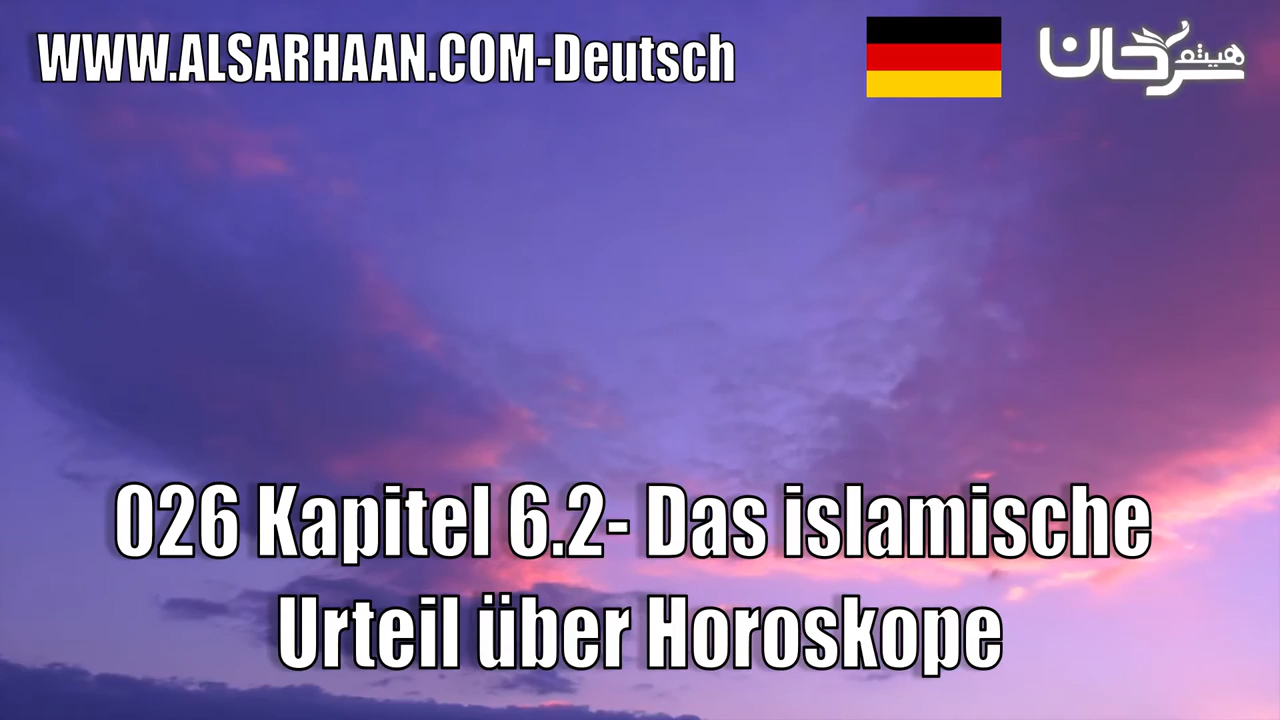 WWW.ALSARHAAN.COM-Deutsch
هيثم سرحان
026 Kapitel 6.2- Das islamische
Urteil über Horoskope